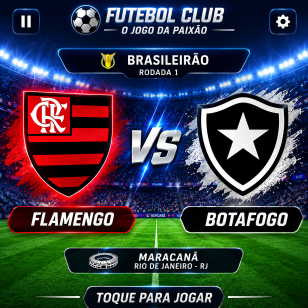 FUTEBOL CLUB
O JOGO DA PAIXÃO
BRASILEIRÃO
RODADA 1
CRF
VS
FLAMENGO
BOTAFOGO
MARACANÃ
RIO DE JANEIRO - RJ
TOQUE PARA JOGAR